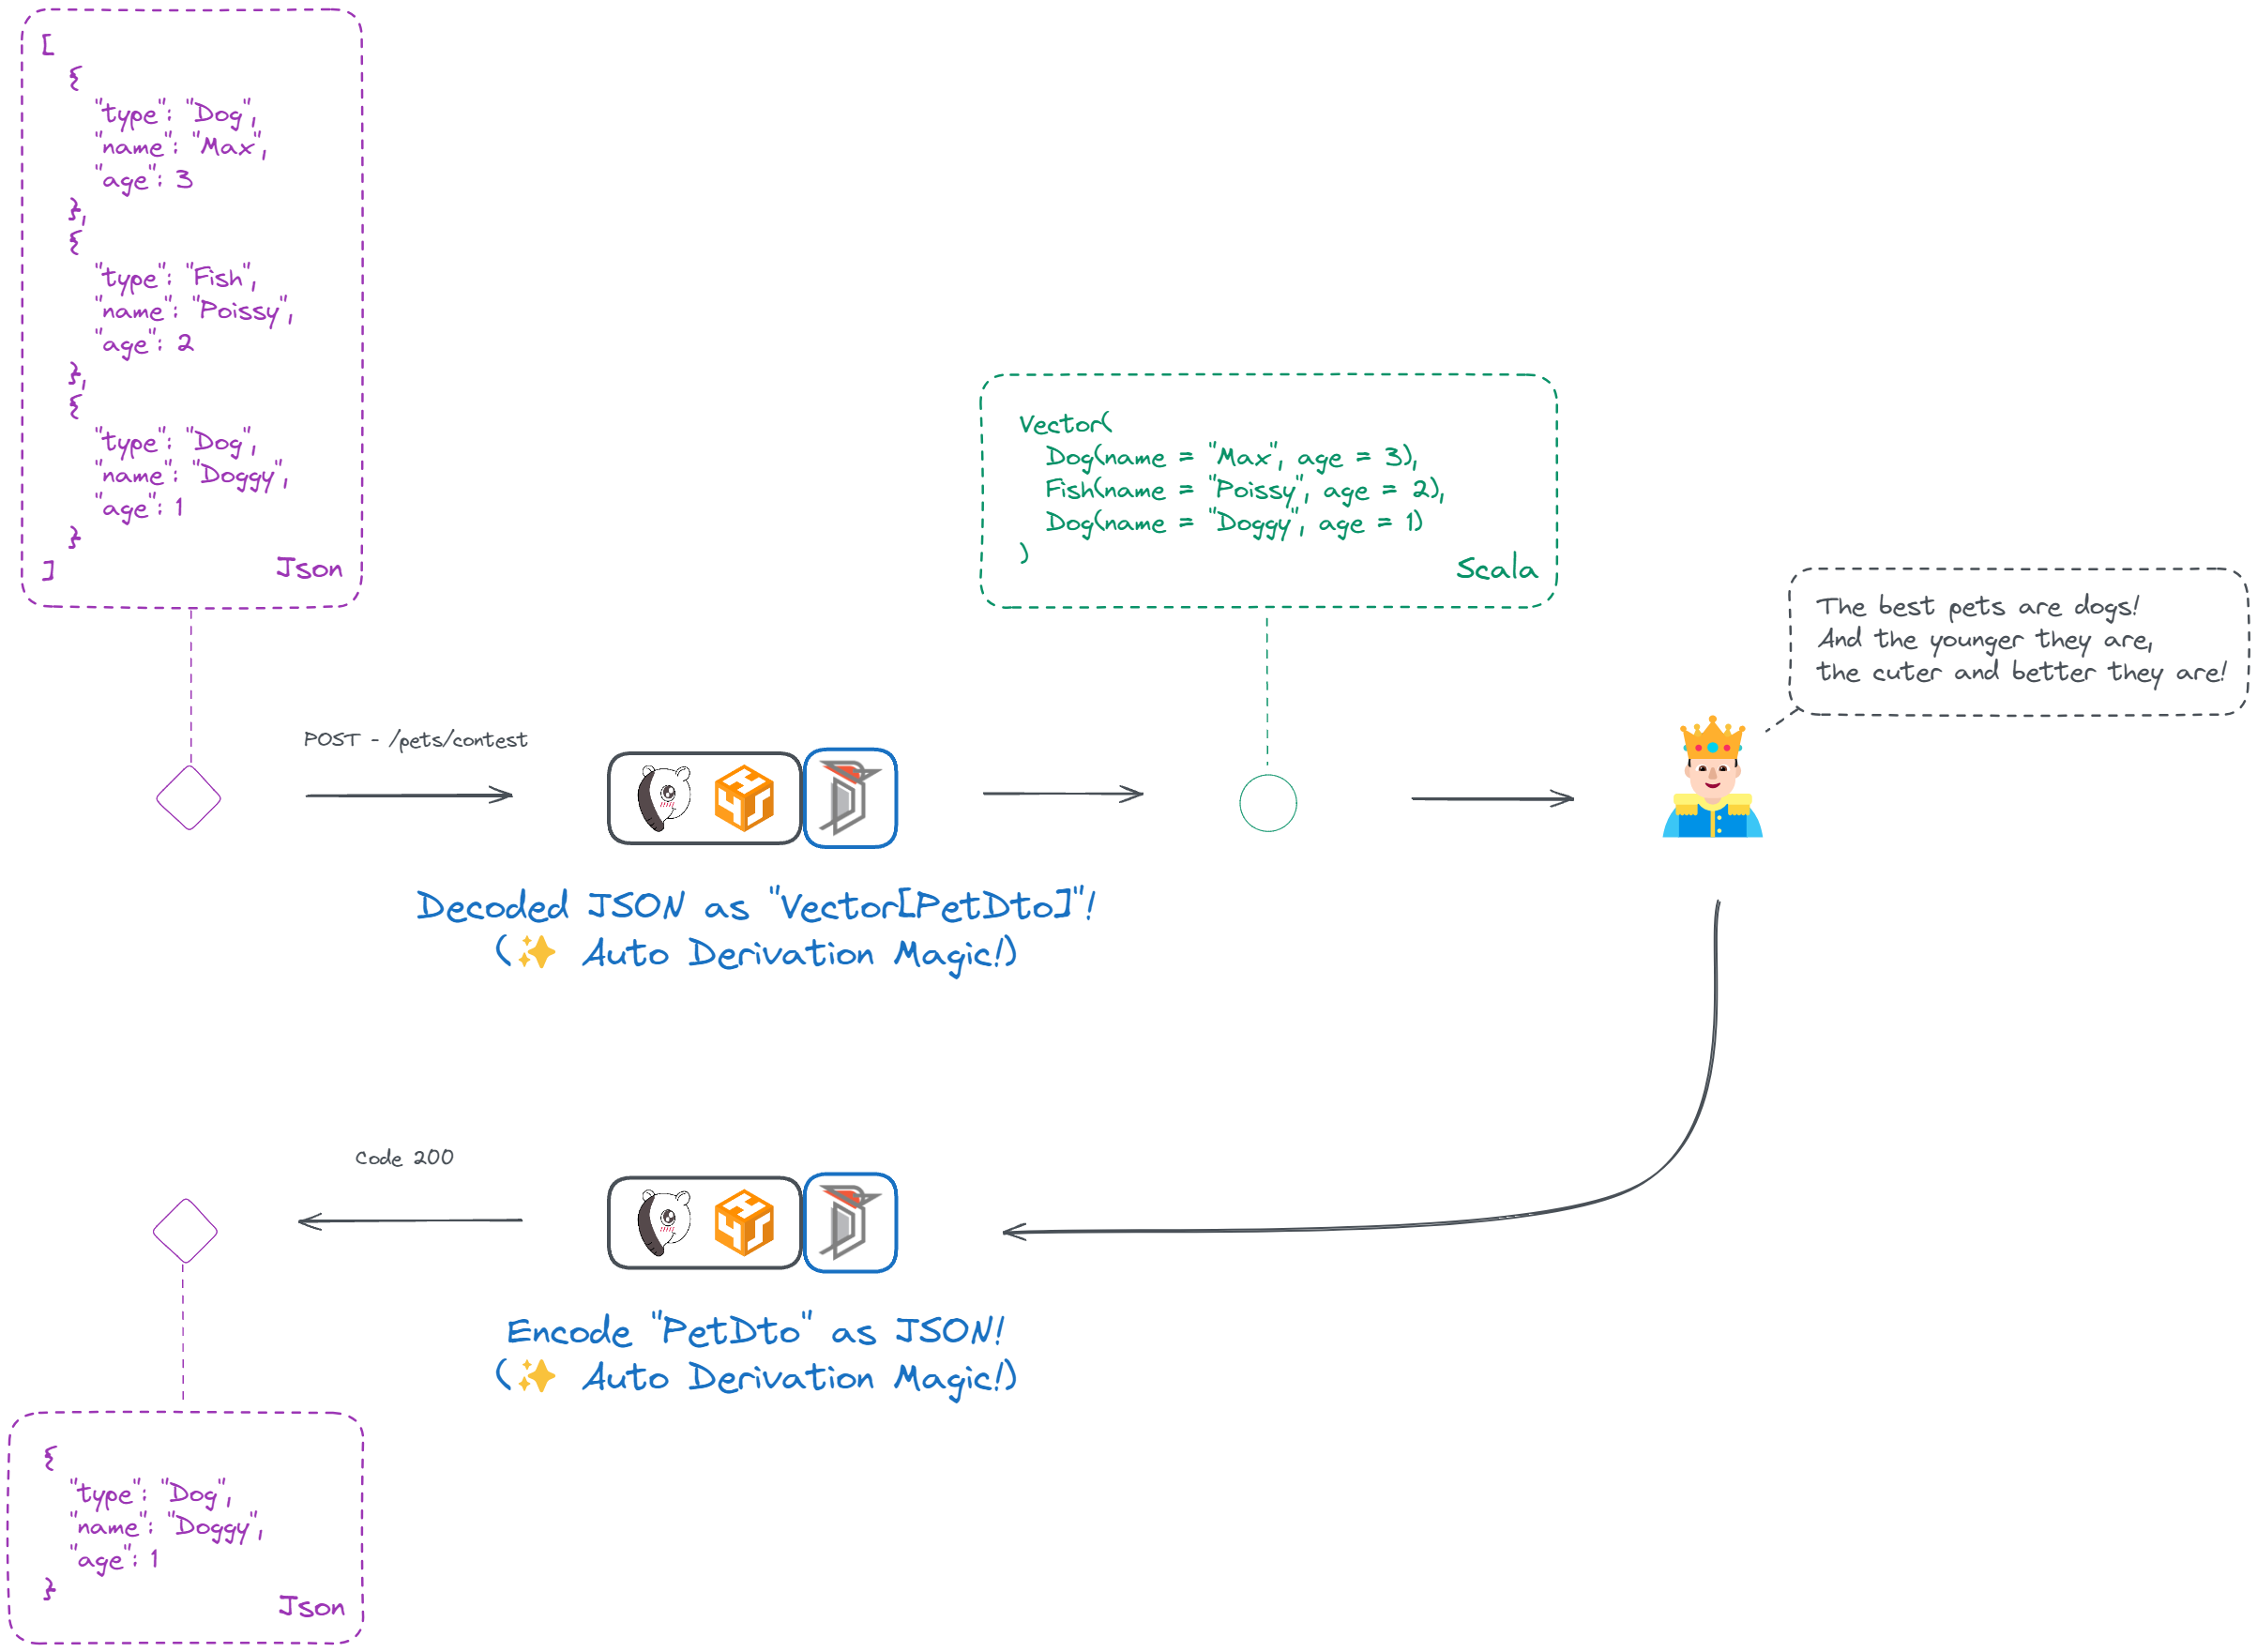 [
{
"type": "Dog",
"name": "Max",
"age": 3
},
{
"type": "Fish",
"name": "Poissy",
"age": 2
},
{
"type": "Dog",
"name": "Doggy",
"age": 1
}
]
Json
Vector(
Dog(name = "Max", age = 3),
Fish(name = "Poissy", age = 2),
Dog(name = "Doggy", age = 1)
)
Scala
The best pets are dogs!
And the younger they are,
the cuter and better they are!
POST - /pets/contest
Decoded JSON as "Vector[PetDto]"!
(✨ Auto Derivation Magic!)
Code 200
Encode "PetDto" as JSON!
(✨ Auto Derivation Magic!)
{
"type": "Dog",
"name": "Doggy",
"age": 1
}
Json